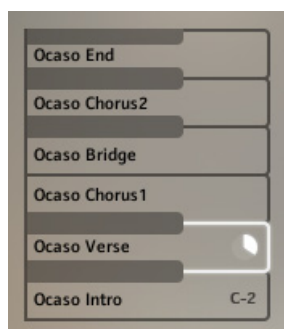 Ocaso End
Ocaso Chorus2
Ocaso Bridge
Ocaso Chorus1
Ocaso Verse
Ocaso Intro C-2